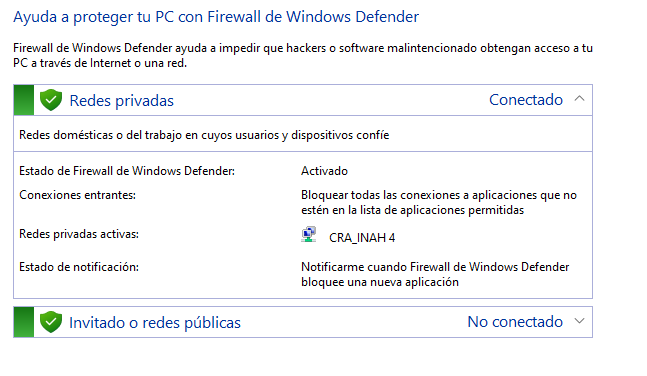 Ayuda a proteger tu PC con Firewall de Windows Defender
Firewall de Windows Defender ayuda a impedir que hackers o software malintencionado obtengan acceso a tu
PC a través de Internet o una red.
Redes privadas
Conectado
Redes domésticas o del trabajo en cuyos usuarios y dispositivos confíe
Estado de Firewall de Windows Defender:
Activado
Conexiones entrantes:
Bloquear todas las conexiones a aplicaciones que no
estén en la lista de aplicaciones permitidas
Redes privadas activas:
CRA_INAH 4
Estado de notificación:
Notificarme cuando Firewall de Windows Defender
bloquee una nueva aplicación
Invitado o redes públicas
No conectado